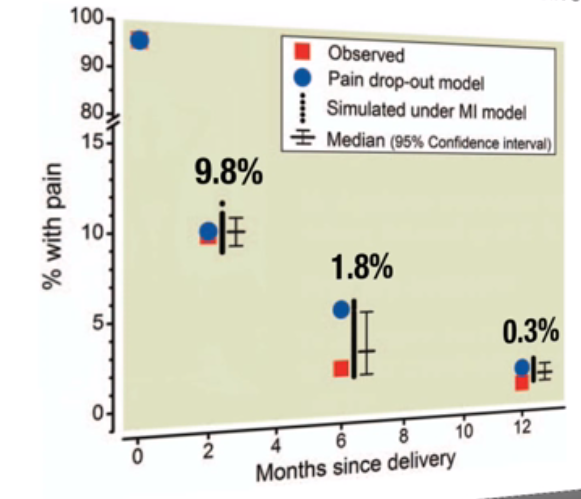 100
90
80
15
10
5
0
% with pain
Observed
Pain drop-out model
Simulated under MI model
Median (95% Confidence interval)
9.8%
1.8%
0.3%
0 2 4 6 8 10 12
Months since delivery